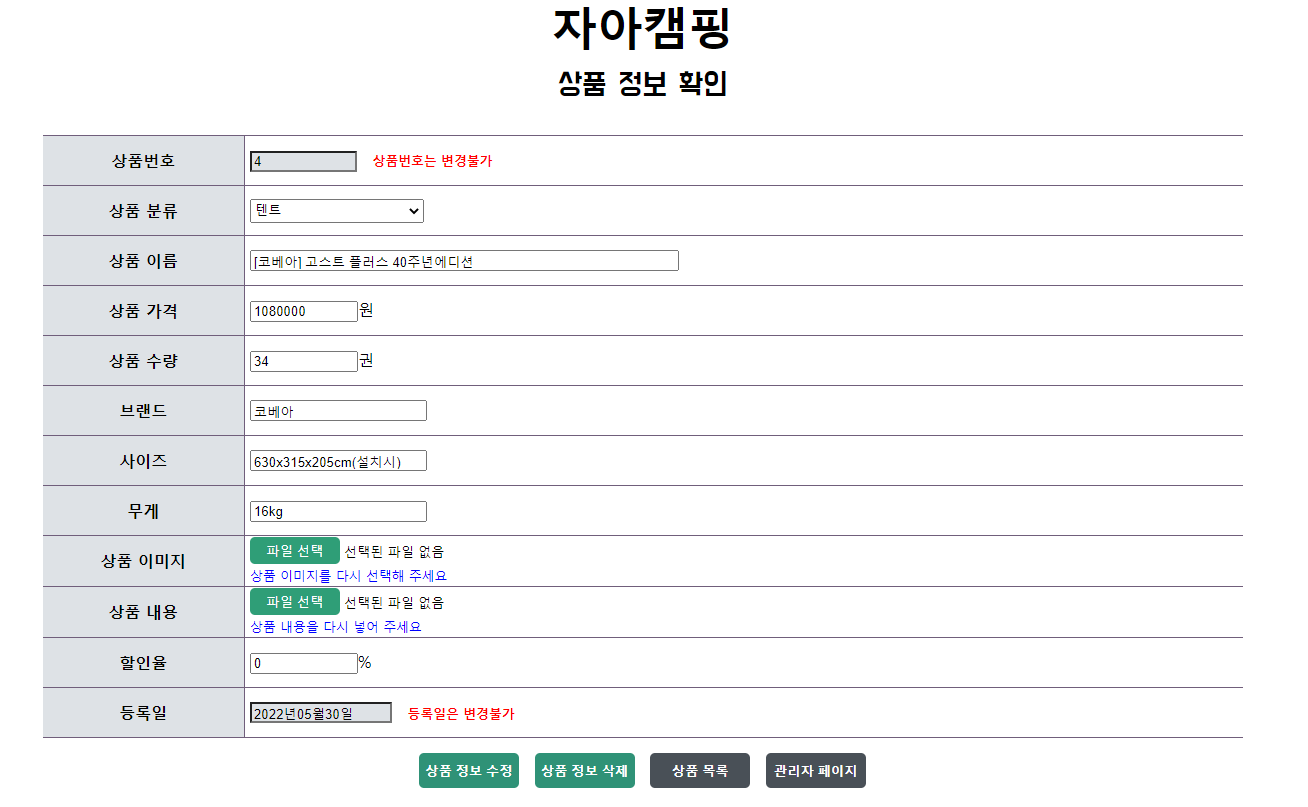 자아캠핑
상품 정보 확인
상품번호 4 상품번호는 변경불가
상품 분류 텐트
상품 이름 [코베아] 고스트 플러스 40주년에디션
상품 가격 1080000 원
상품 수량 34 권
브랜드 코베아
사이즈 630x315x205cm(설치시)
무게 16kg
상품 이미지 파일 선택 선택된 파일 없음
상품 이미지를 다시 선택해 주세요
상품 내용 파일 선택 선택된 파일 없음
상품 내용을 다시 넣어 주세요
할인율 0 %
등록일 2022년05월30일 등록일은 변경불가
상품 정보 수정 상품 정보 삭제 상품 목록 관리자 페이지